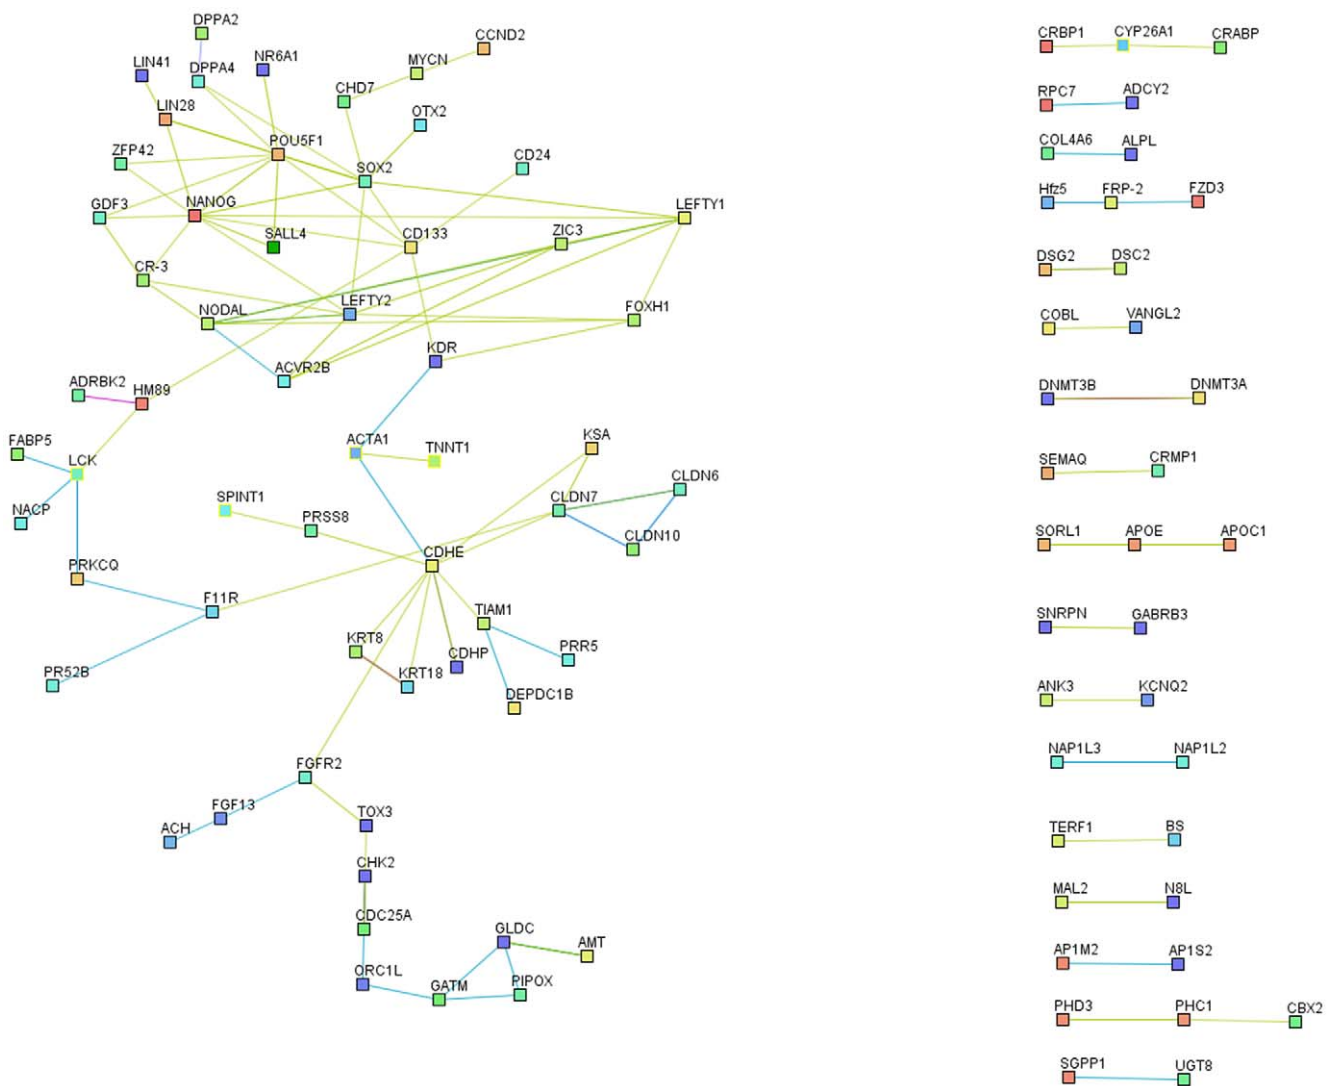 DPPA2
CCND2
NR6A1
MYCN
LIN41
DPPA4
CHD7
LIN28
OTX2
POU5F1
ZFP42
SOX2
CD24
GDF3
NANOG
LEFTY1
SALL4
CD133
ZIC3
CR-3
NODAL
LEFTY2
FOXH1
ACVR2B
KDR
ADRBK2
HM89
FABP5
LCK
ACTA1
TNNT1
KSA
NACP
SPINT1
PRSS8
CLDN7
CLDN6
CLDN10
CDHE
PRKCQ
F11R
TIAM1
KRT8
CDHP
PRR5
PR52B
KRT18
DEPDC1B
FGFR2
FGF13
TOX3
ACH
CHK2
CDC25A
GLDC
AMT
ORC1L
GATM
PIPOX
CRBP1 CYP26A1 CRABP
RPC7 ADCY2
COL4A6 ALPL
Hfz5 FRP-2 FZD3
DSG2 DSC2
COBL VANGL2
DNMT3B DNMT3A
SEMAQ CRMP1
SORL1 APOE APOC1
SNRPN GABRB3
ANK3 KCNQ2
NAP1L3 NAP1L2
TERF1 BS
MAL2 N8L
AP1M2 AP1S2
PHD3 PHC1 CBX2
SGPP1 UGT8